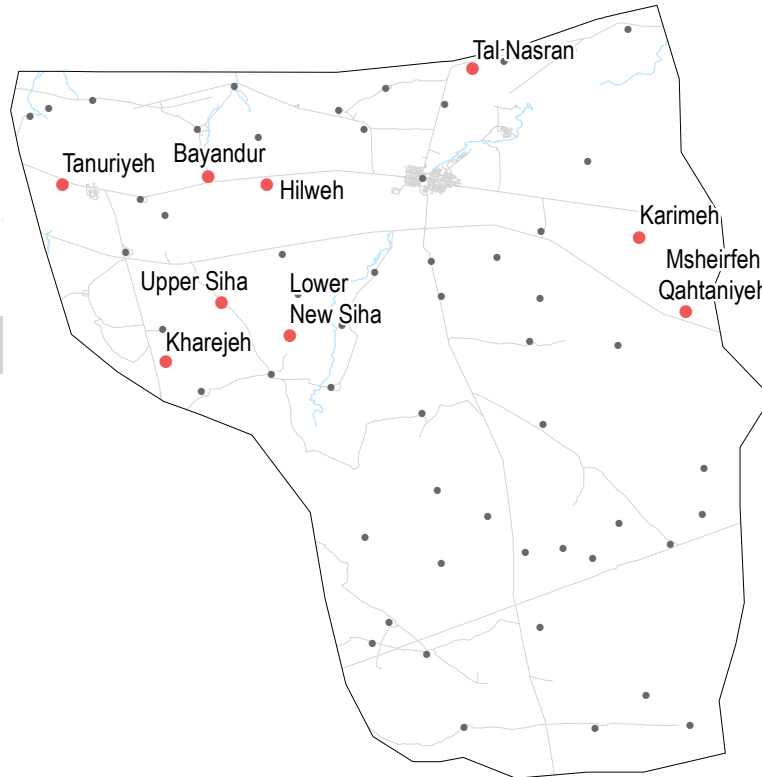 Tal Nasran
Bayandur
Tanuriyeh
Hilweh
Karimeh
Msheirfeh
Qahtaniyeh
Upper Siha
Lower
New Siha
Kharejeh